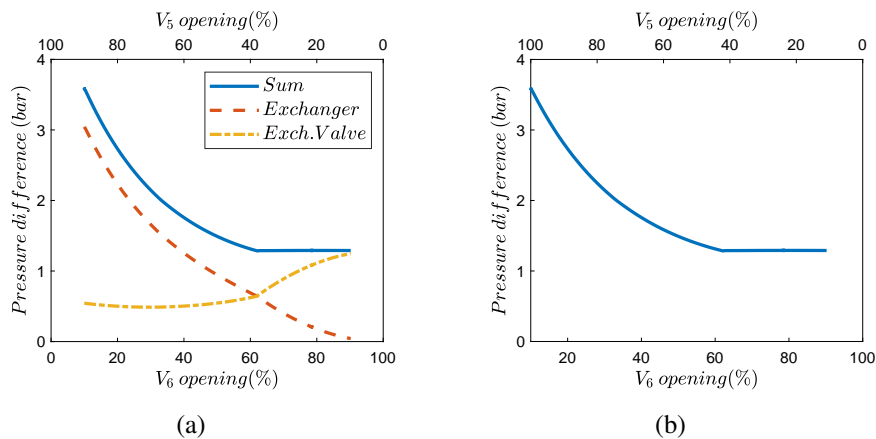 V5 opening(%)
100 80 60 40 20 0
4
3
2
1
0
Pressure difference (bar)
Sum
Exchanger
Exch.Valve
0 20 40 60 80 100
V6 opening(%)
(a)
V5 opening(%)
100 80 60 40 20 0
4
3
2
1
0
Pressure difference (bar)
20 40 60 80 100
V6 opening(%)
(b)